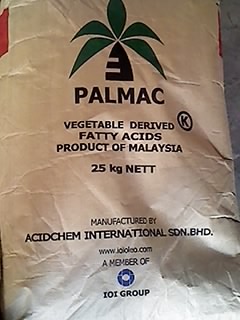 PALMAC
VEGETABLE DERIVED K
FATTY ACIDS
PRODUCT OF MALAYSIA
25 kg NETT
MANUFACTURED BY
ACIDCHEM INTERNATIONAL SDN.BHD.
www.ioioleo.com
A MEMBER OF
IOI GROUP